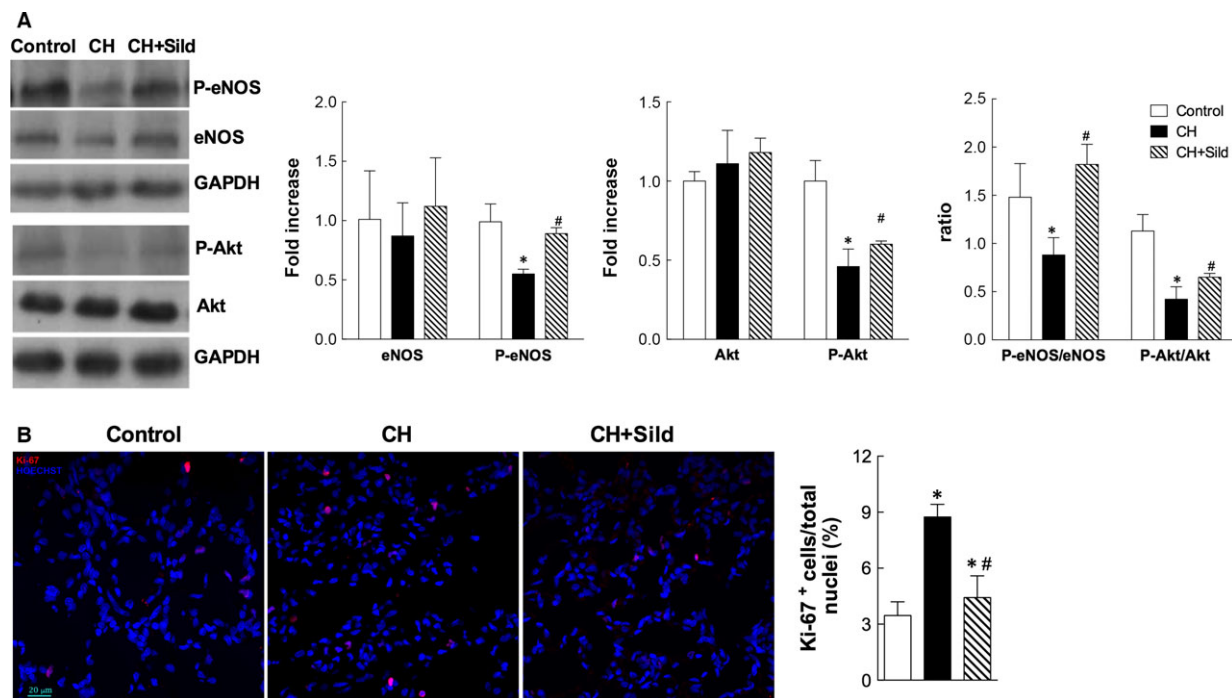 A
Control CH CH+Sild
P-eNOS
eNOS
GAPDH
P-Akt
Akt
GAPDH
Fold increase
2.0
1.5
1.0
0.5
0.0
eNOS P-eNOS
*
#
Fold increase
1.5
1.0
0.5
0.0
Akt P-Akt
*
#
ratio
2.5
2.0
1.5
1.0
0.5
0.0
P-eNOS/eNOS P-Akt/Akt
*
#
*
#
Control
CH
CH+Sild
B
Control CH CH+Sild
Ki-67
HOECHST
20 µm
Ki-67 + cells/total
nuclei (%)
12
9
6
3
0
*
* #